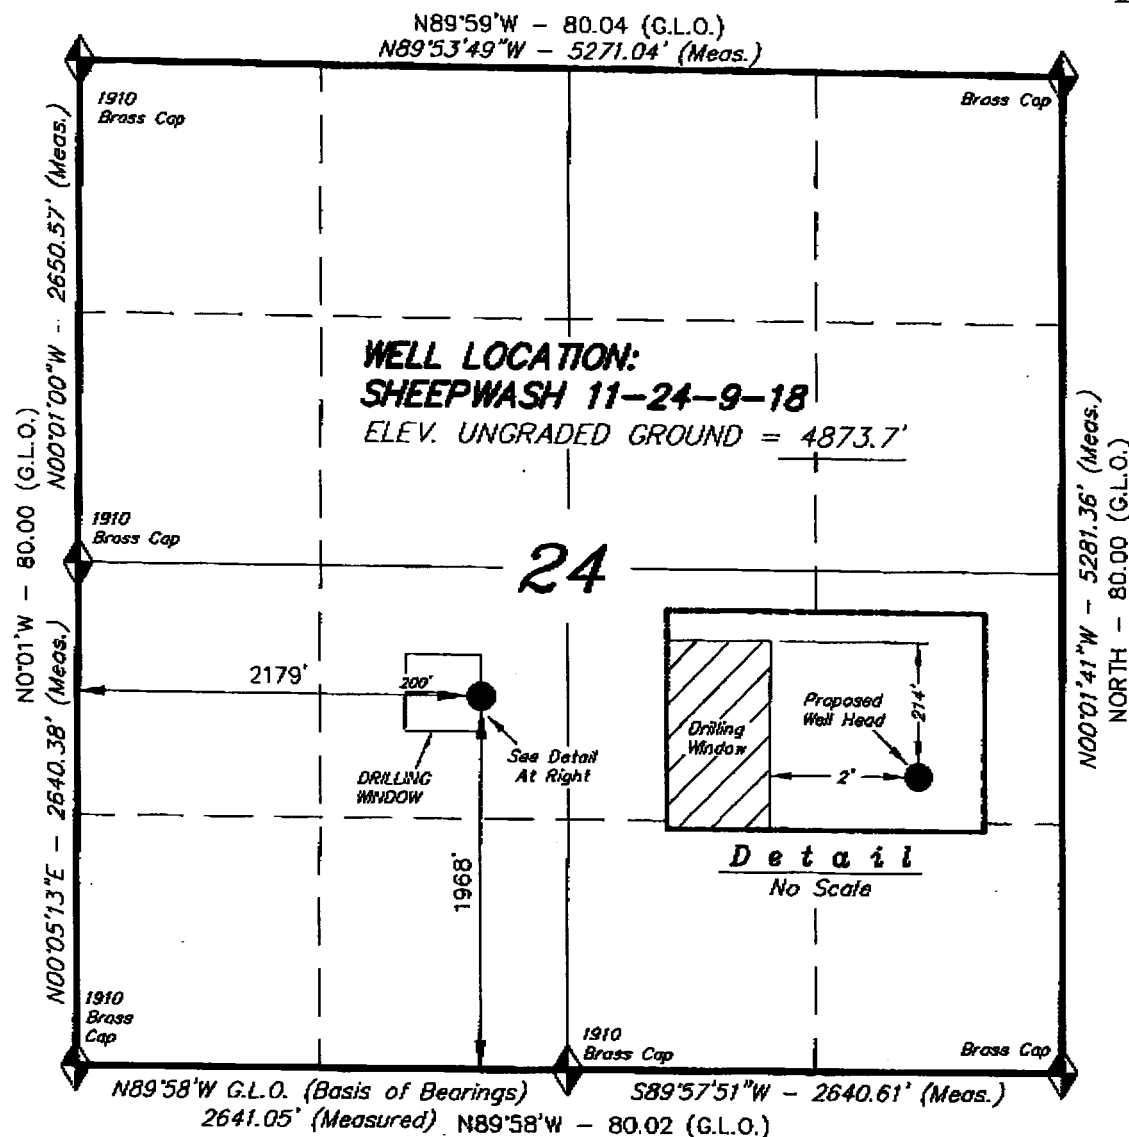 N89°59'W - 80.04 (G.L.O.)
N89°53'49"W - 5271.04' (Meas.)
1910
Brass Cap
Brass Cap
N00°01'00"W - 2650.57' (Meas.)
WELL LOCATION:
SHEEPWASH 11-24-9-18
ELEV. UNGRADED GROUND = 4873.7'
N0°01'W - 80.00 (G.L.O.)
1910
Brass Cap
24
N00°01'41"W - 5281.36' (Meas.)
NORTH - 80.00 (G.L.O.)
2179'
200'
See Detail
At Right
DRILLING
WINDOW
Drilling
Window
Proposed
Well Head
214'
2'
Detail
No Scale
1968'
N00°05'13"E - 2640.38' (Meas.)
1910
Brass
Cap
1910
Brass Cap
Brass Cap
N89°58'W G.L.O. (Basis of Bearings)
2641.05' (Measured)
S89°57'51"W - 2640.61' (Meas.)
N89°58'W - 80.02 (G.L.O.)